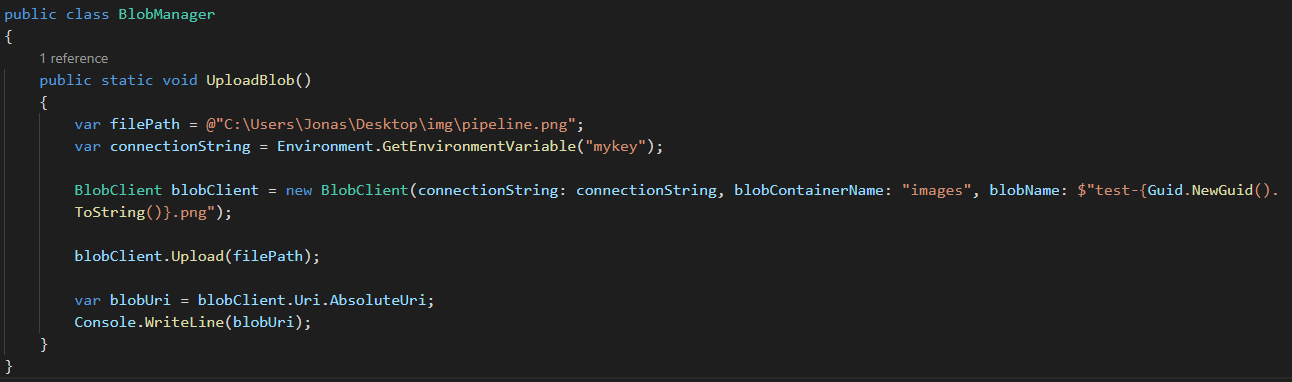 public class BlobManager
{
1 reference
public static void UploadBlob()
{
var filePath = @"C:\Users\Jonas\Desktop\img\pipeline.png";
var connectionString = Environment.GetEnvironmentVariable("mykey");
BlobClient blobClient = new BlobClient(connectionString: connectionString, blobContainerName: "images", blobName: $"test-{Guid.NewGuid().
ToString()}.png");
blobClient.Upload(filePath);
var blobUri = blobClient.Uri.AbsoluteUri;
Console.WriteLine(blobUri);
}
}